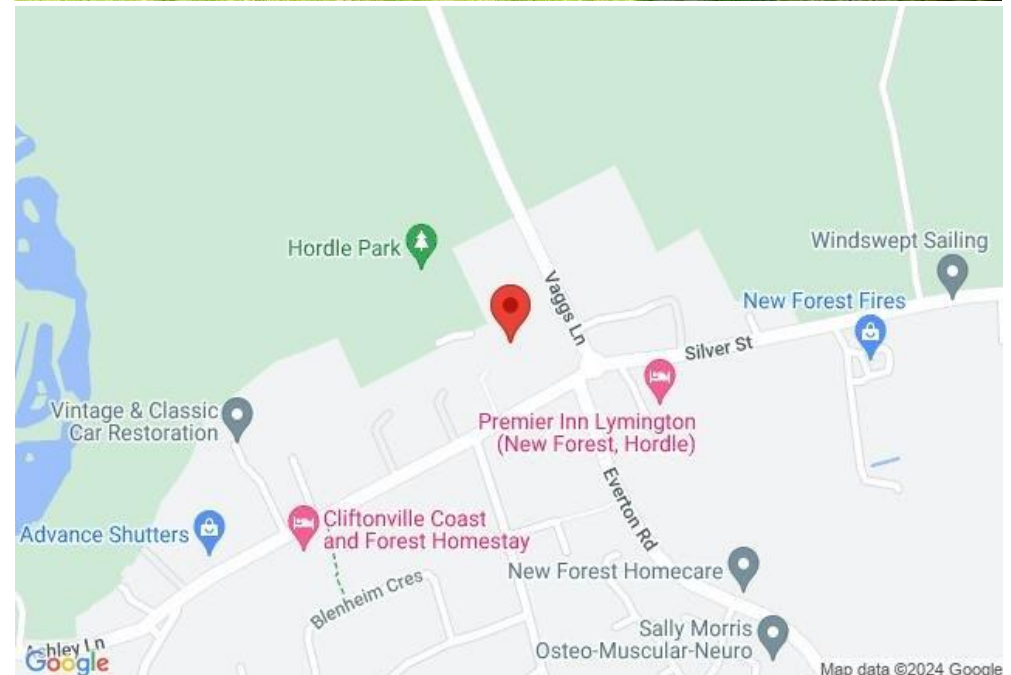 Hordle Park
Vaggs Ln
Windswept Sailing
New Forest Fires
Silver St
Premier Inn Lymington
(New Forest, Hordle)
Vintage & Classic
Car Restoration
Everton Rd
Cliftonville Coast
and Forest Homestay
Advance Shutters
New Forest Homecare
Blenheim Cres
Sally Morris
Osteo-Muscular-Neuro
Ashley Ln
Google
Map data ©2024 Google